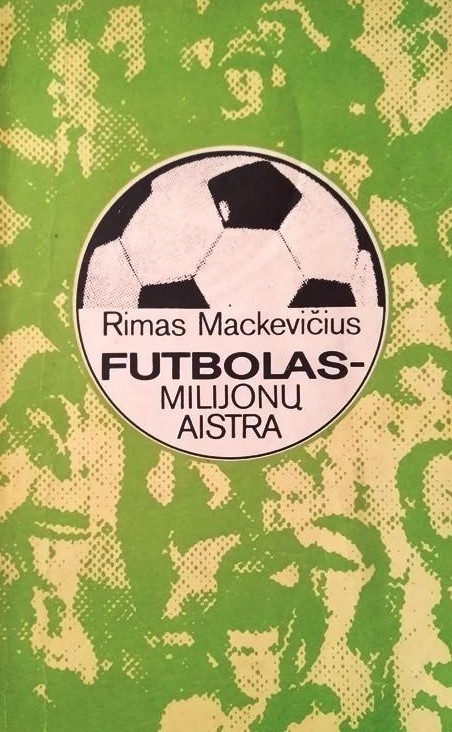 Rimas Mackevičius
FUTBOLAS-
MILIJONŲ
AISTRA